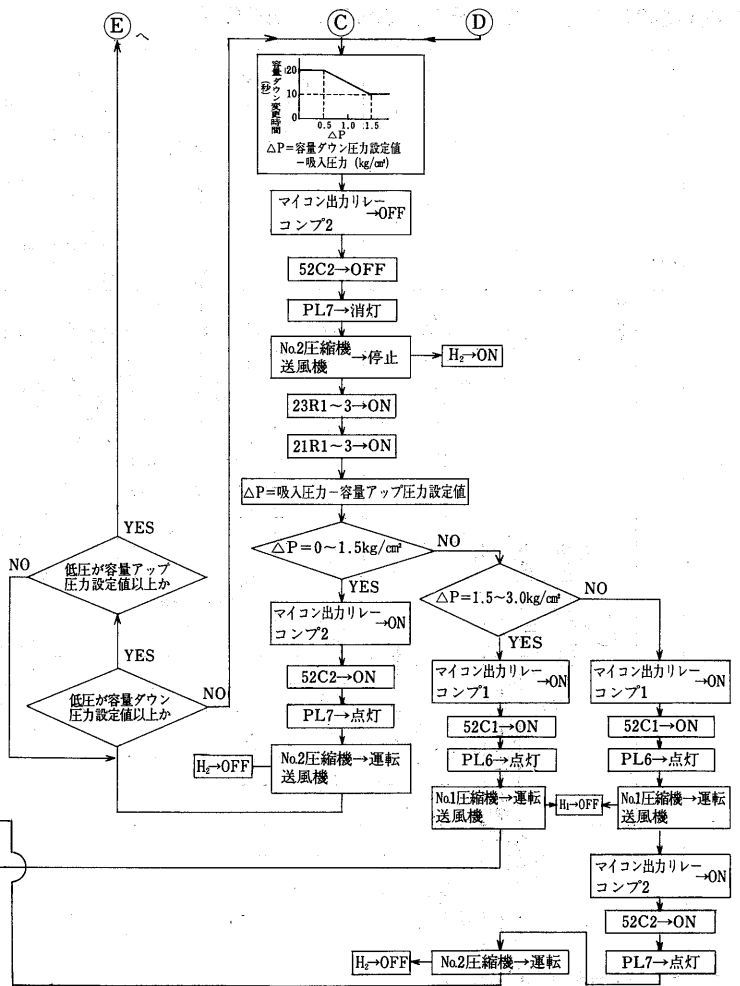 E
へ
C
D
容量ダウン変更時間
(秒)
20
10
0
0.5 1.0 1.5
△P
△P=容量ダウン圧力設定値
−吸入圧力 (kg/cm²)
マイコン出力リレー
コンプ2
→OFF
52C2→OFF
PL7→消灯
No.2圧縮機
送風機
→停止
H₂→ON
23R1~3→ON
21R1~3→ON
△P=吸入圧力−容量アップ圧力設定値
△P=0~1.5kg/cm²
NO
YES
△P=1.5~3.0kg/cm²
NO
YES
YES
NO
低圧が容量アップ
圧力設定値以上か
YES
低圧が容量ダウン
圧力設定値以上か
NO
マイコン出力リレー
コンプ2
→ON
52C2→ON
PL7→点灯
H₂→OFF
No.2圧縮機→運転
送風機
マイコン出力リレー
コンプ1
→ON
52C1→ON
PL6→点灯
No.1圧縮機→運転
送風機
H₁→OFF
マイコン出力リレー
コンプ1
→ON
52C1→ON
PL6→点灯
No.1圧縮機→運転
送風機
マイコン出力リレー
コンプ2
→ON
52C2→ON
PL7→点灯
No.2圧縮機→運転
H₂→OFF